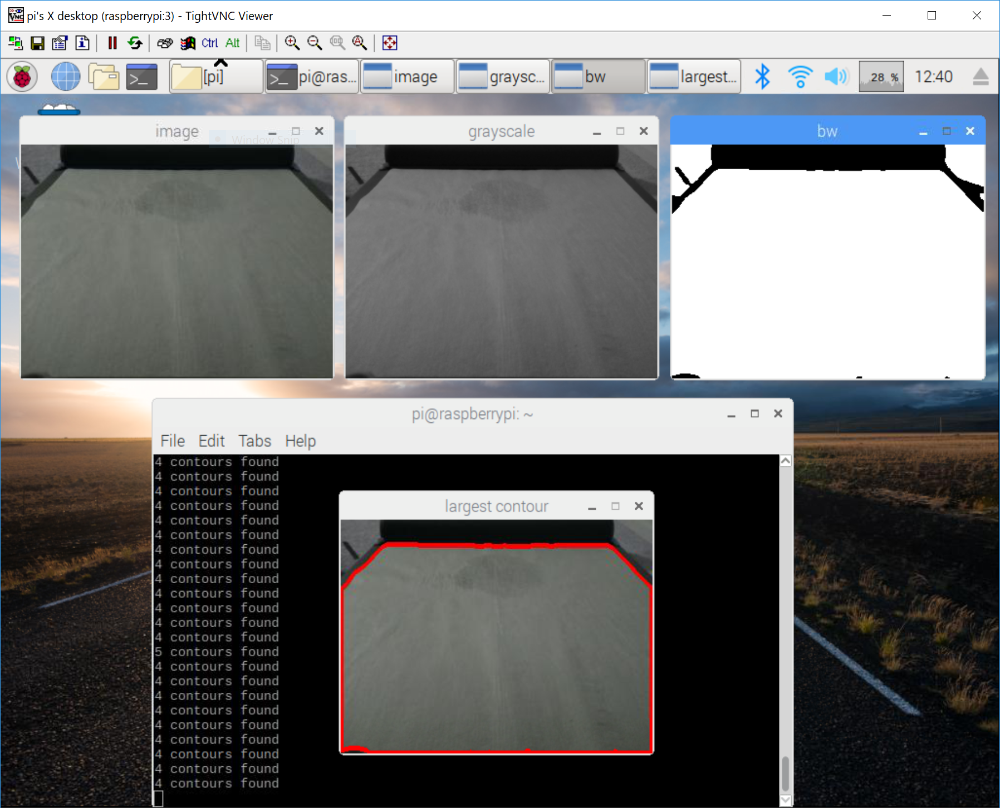 pi's X desktop (raspberrypi:3) - TightVNC Viewer
Ctrl Alt
[pi] pi@ras... image graysc... bw largest... 28 % 12:40
image grayscale bw
Window Snip
pi@raspberrypi: ~
File Edit Tabs Help
4 contours found
4 contours found
4 contours found
4 contours found
4 contours found
4 contours found
4 contours found
4 contours found
4 contours found
4 contours found
4 contours found
4 contours found
4 contours found
5 contours found
4 contours found
4 contours found
4 contours found
4 contours found
4 contours found
4 contours found
4 contours found
4 contours found
4 contours found
largest contour